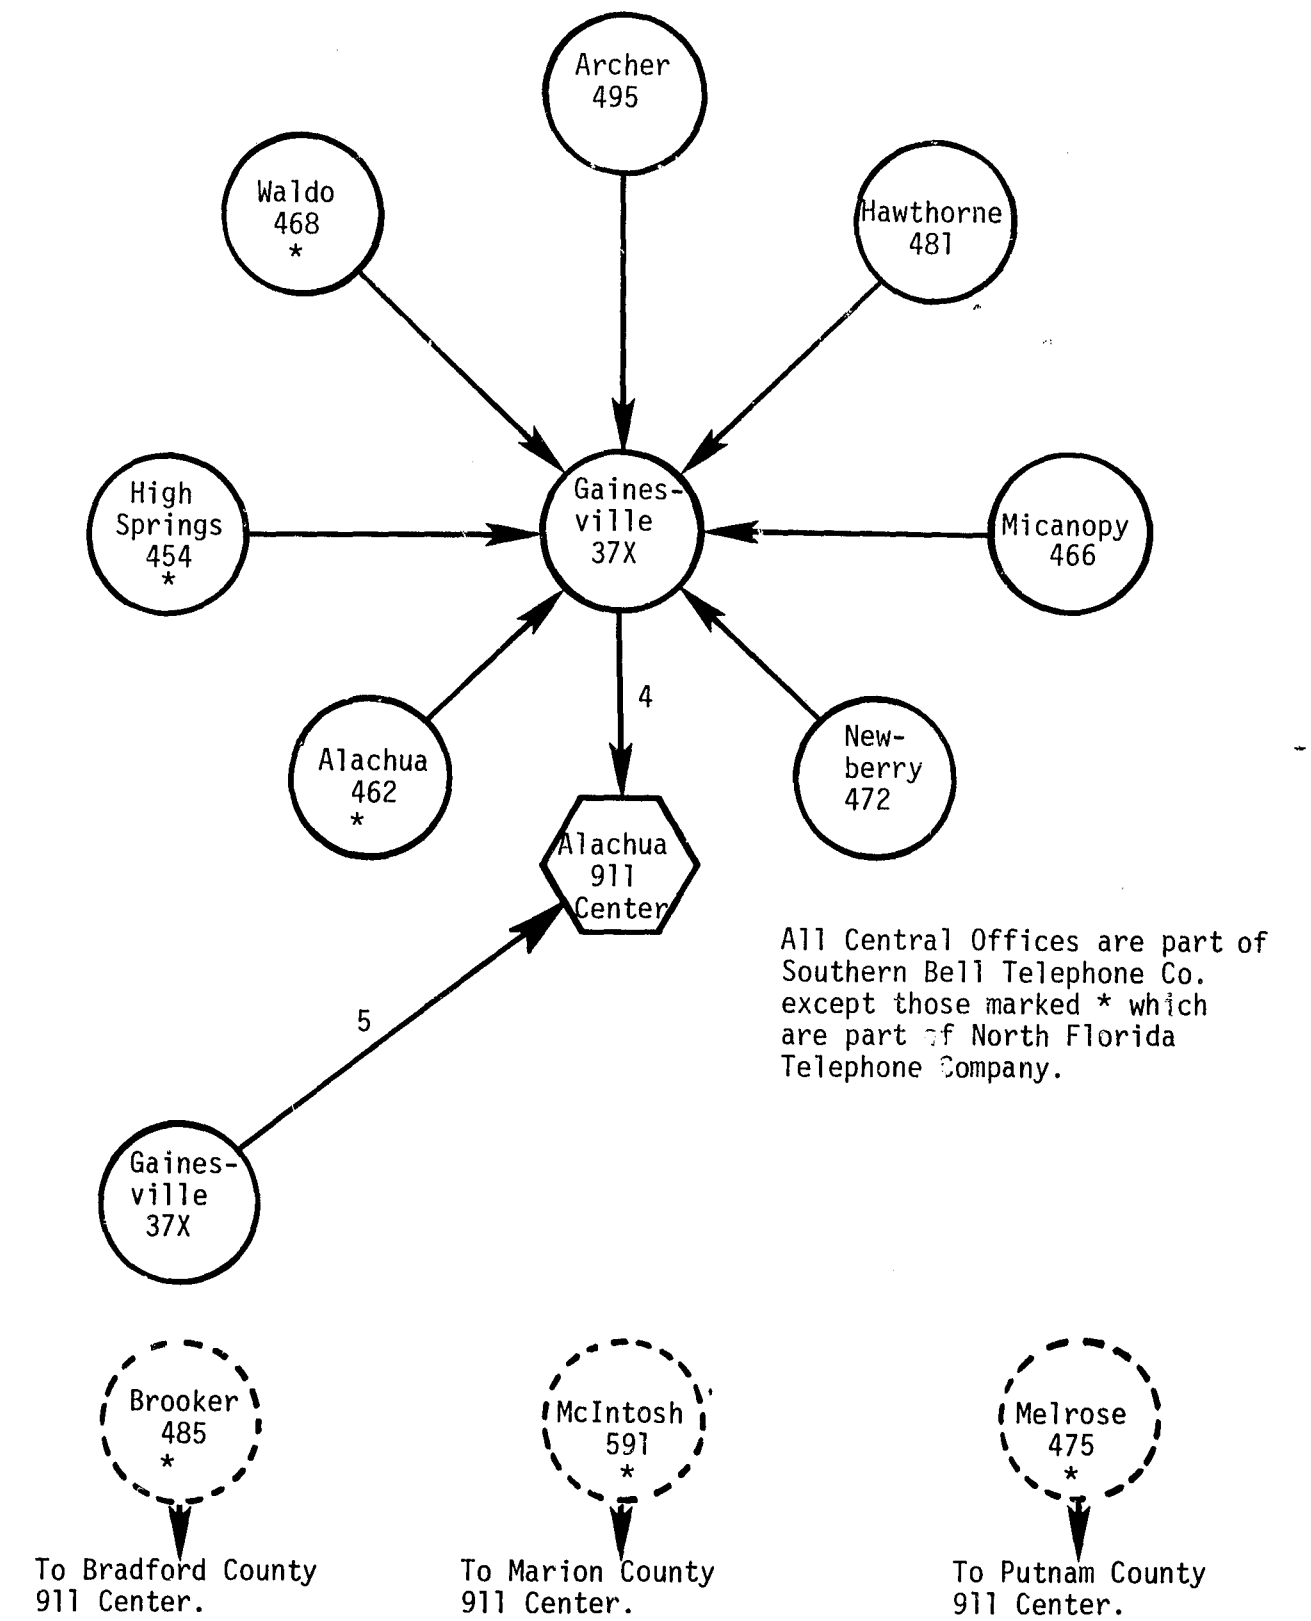 Archer
495
Waldo
468
*
Hawthorne
481
High
Springs
454
*
Gaines-
ville
37X
Micanopy
466
4
Alachua
462
*
New-
berry
472
Alachua
911
Center
All Central Offices are part of
Southern Bell Telephone Co.
except those marked * which
are part of North Florida
Telephone Company.
5
Gaines-
ville
37X
Brooker
485
*
McIntosh
591
*
Melrose
475
*
To Bradford County
911 Center.
To Marion County
911 Center.
To Putnam County
911 Center.